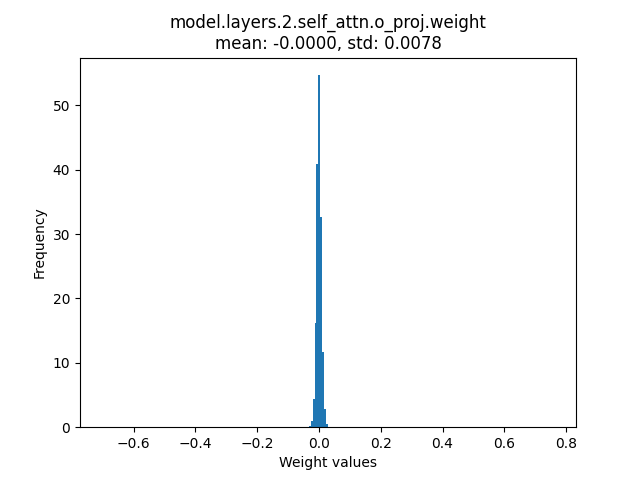 model.layers.2.self_attn.o_proj.weight
mean: -0.0000, std: 0.0078
50
40
30
20
10
0
Frequency
−0.6 −0.4 −0.2 0.0 0.2 0.4 0.6 0.8
Weight values